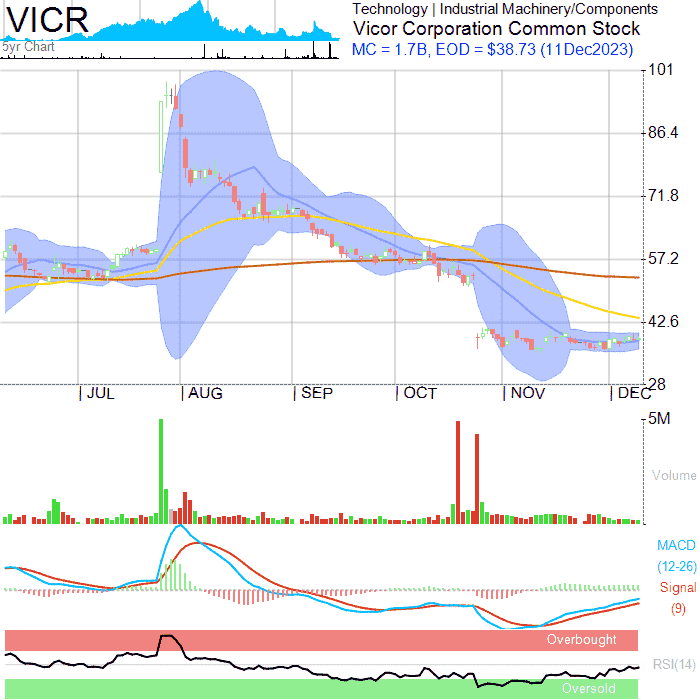 VICR
5yr Chart
Technology | Industrial Machinery/Components
Vicor Corporation Common Stock
MC = 1.7B, EOD = $38.73 (11Dec2023)
101
86.4
71.8
57.2
42.6
28
JUL
AUG
SEP
OCT
NOV
DEC
5M
Volume
MACD
(12-26)
Signal
(9)
Overbought
RSI(14)
Oversold